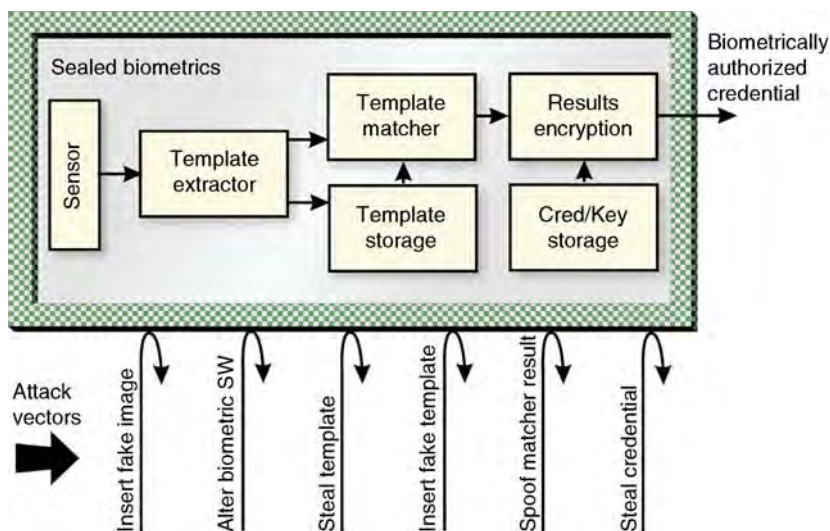 Sealed biometrics
Sensor
Template
extractor
Template
matcher
Template
storage
Results
encryption
Cred/Key
storage
Biometrically
authorized
credential
Attack
vectors
Insert fake image
Alter biometric SW
Steal template
Insert fake template
Spoof matcher result
Steal credential